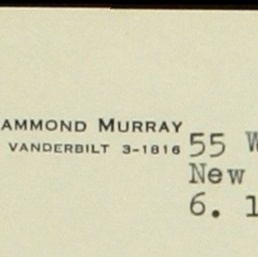 AMMOND MURRAY
VANDERBILT 3-1816
55 W
New
6. 1